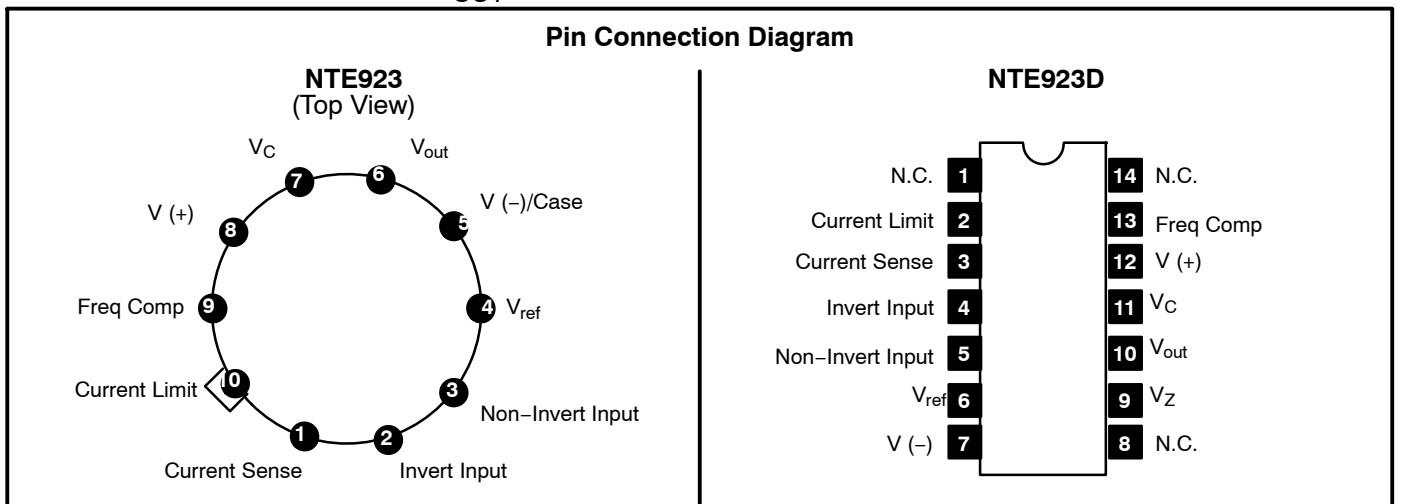 Pin Connection Diagram
NTE923
(Top View)
VC
Vout
7
6
V (+)
V (−)/Case
8
5
Freq Comp
9
4
Vref
Current Limit
10
3
Non−Invert Input
1
2
Current Sense
Invert Input
NTE923D
N.C. 1
14 N.C.
Current Limit 2
13 Freq Comp
Current Sense 3
12 V (+)
Invert Input 4
11 VC
Non−Invert Input 5
10 Vout
Vref 6
9 VZ
V (−) 7
8 N.C.